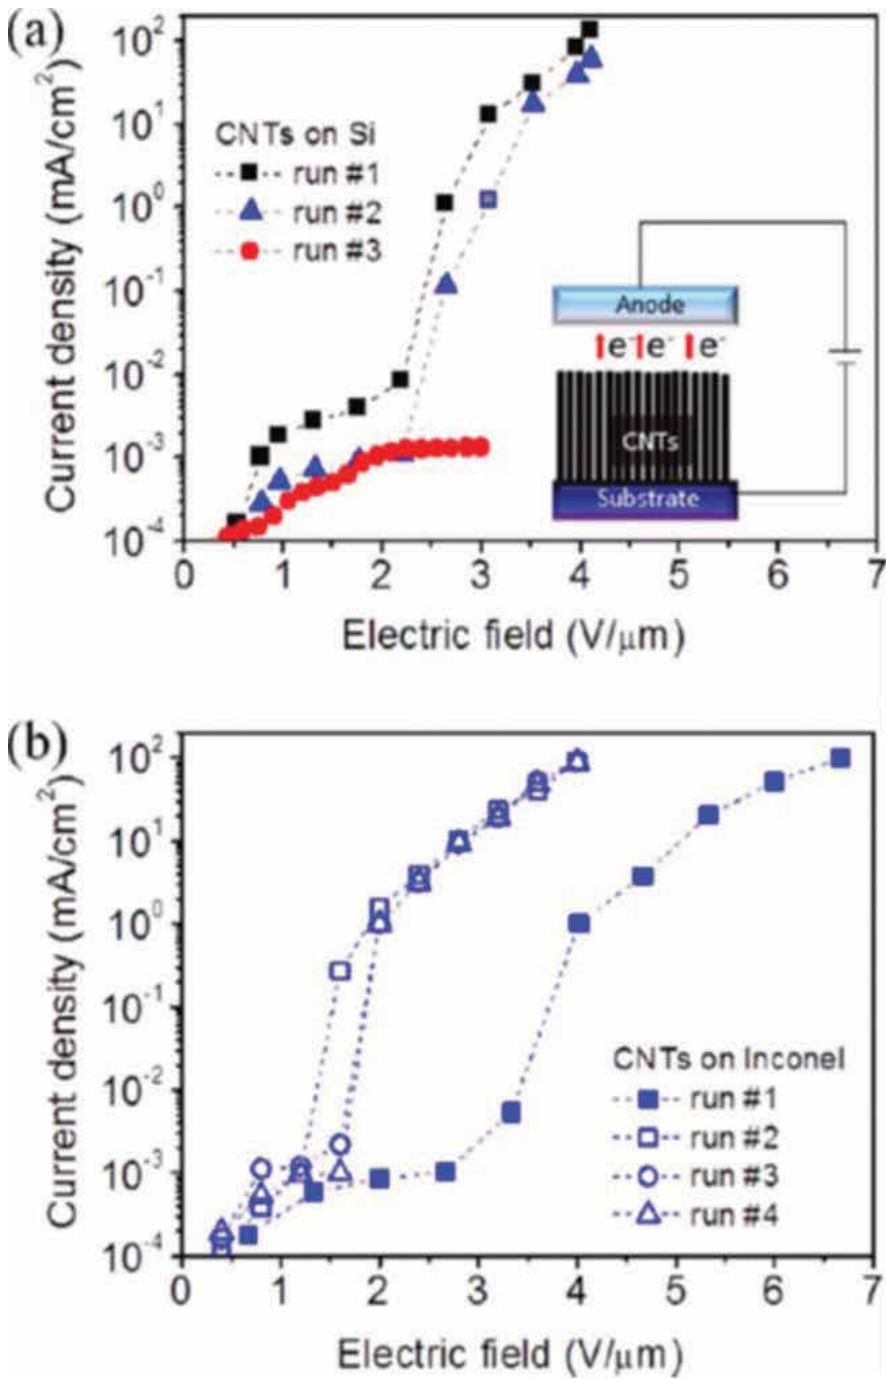 (a)
Current density (mA/cm²)
10²
10¹
10⁰
10⁻¹
10⁻²
10⁻³
10⁻⁴
CNTs on Si
run #1
run #2
run #3
Anode
e⁻ e⁻ e⁻
CNTs
Substrate
0 1 2 3 4 5 6 7
Electric field (V/μm)
(b)
Current density (mA/cm²)
10²
10¹
10⁰
10⁻¹
10⁻²
10⁻³
10⁻⁴
CNTs on Inconel
run #1
run #2
run #3
run #4
0 1 2 3 4 5 6 7
Electric field (V/μm)